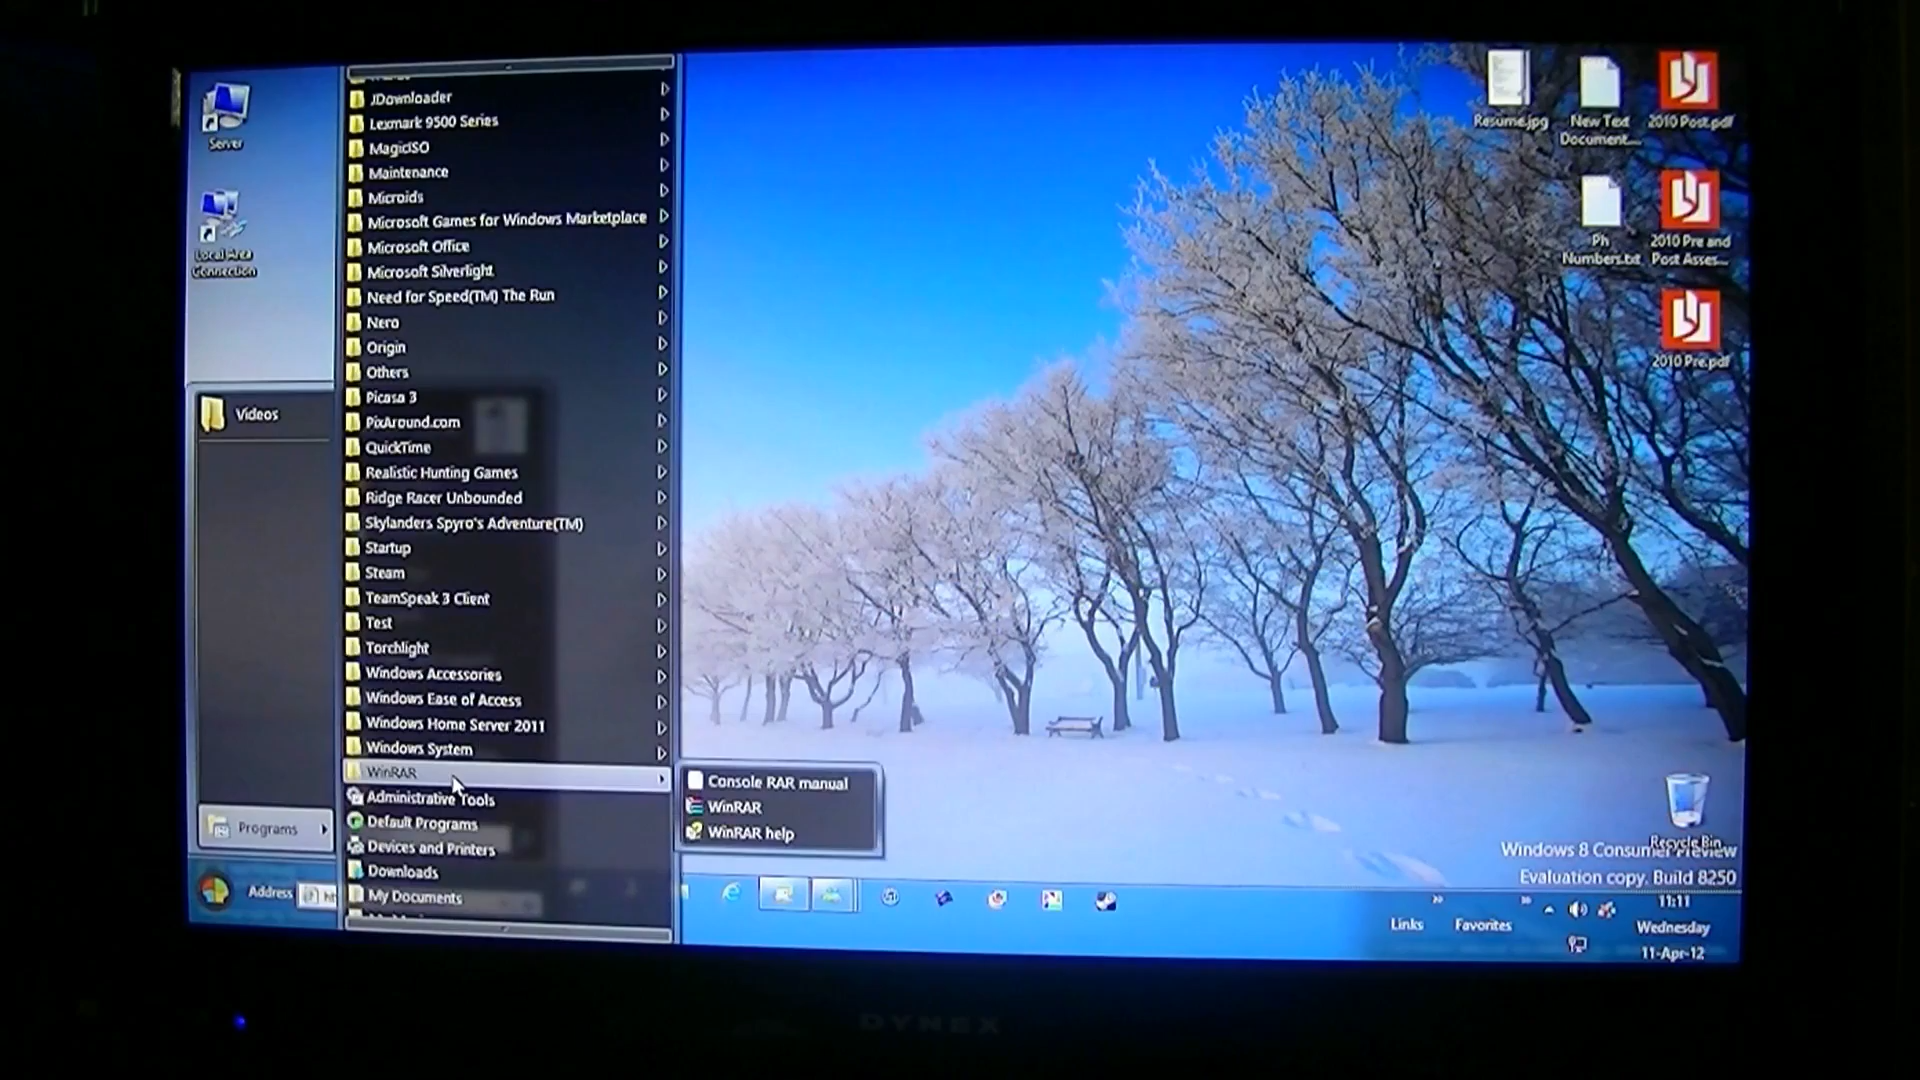 Server
Local Area
Connection
Videos
Programs
Address
JDownloader
Lexmark 9500 Series
MagicISO
Maintenance
Microids
Microsoft Games for Windows Marketplace
Microsoft Office
Microsoft Silverlight
Need for Speed(TM) The Run
Nero
Origin
Others
Picasa 3
PixAround.com
QuickTime
Realistic Hunting Games
Ridge Racer Unbounded
Skylanders Spyro's Adventure(TM)
Startup
Steam
TeamSpeak 3 Client
Test
Torchlight
Windows Accessories
Windows Ease of Access
Windows Home Server 2011
Windows System
WinRAR
Administrative Tools
Default Programs
Devices and Printers
Downloads
My Documents
Console RAR manual
WinRAR
WinRAR help
Resume.jpg
New Text
Document....
2010 Post.pdf
Ph
Numbers.txt
2010 Pre and
Post Asses...
2010 Pre.pdf
Recycle Bin
Windows 8 Consumer Preview
Evaluation copy. Build 8250
Links
Favorites
11:11
Wednesday
11-Apr-12
DYNEX